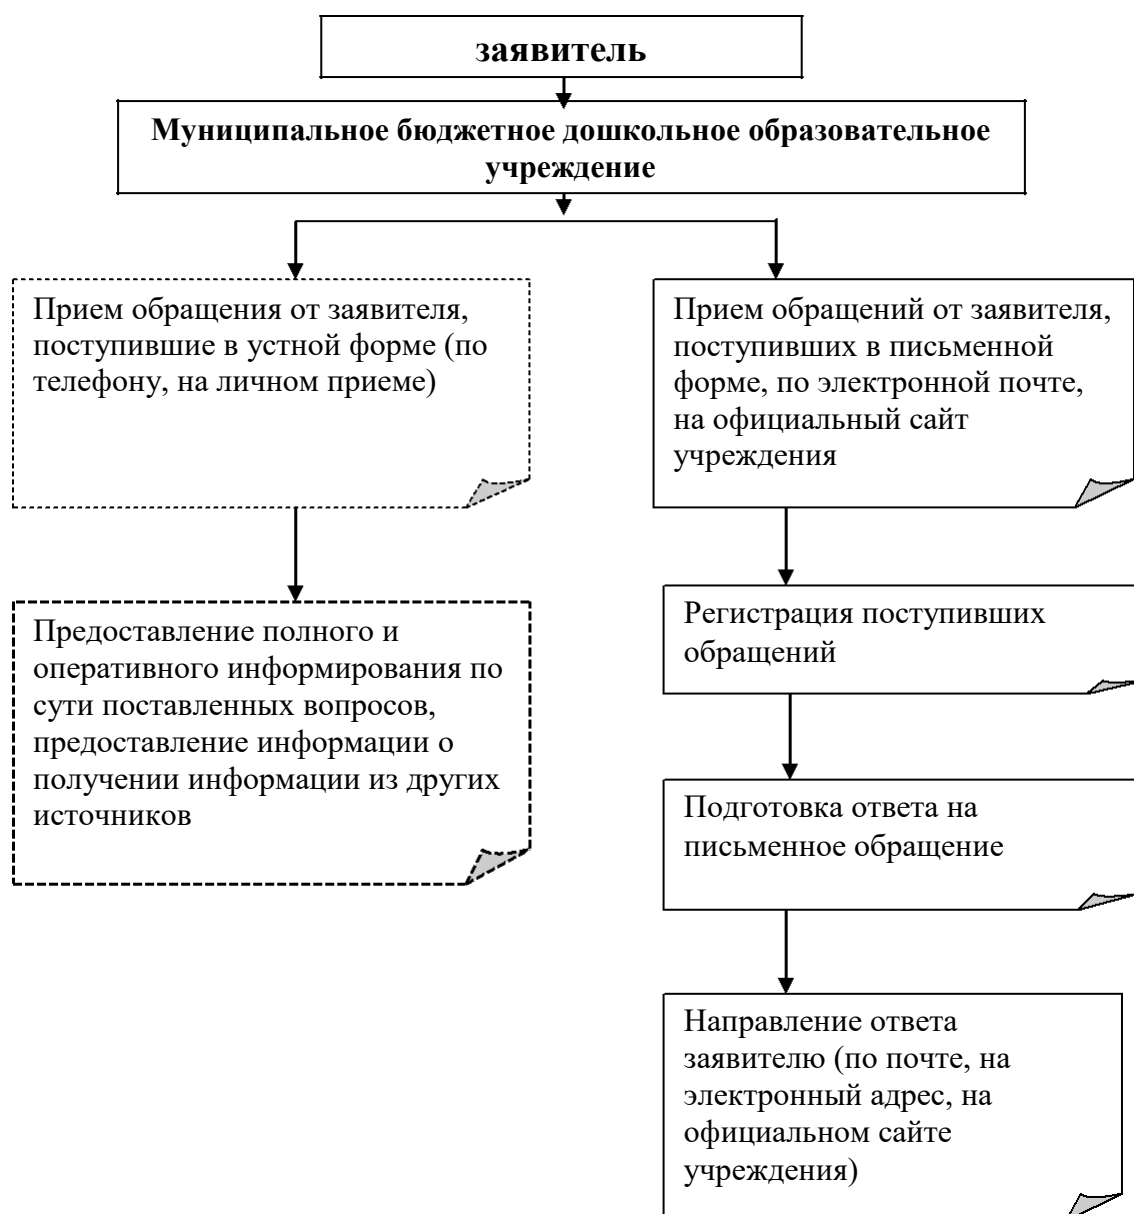 заявитель
Муниципальное бюджетное дошкольное образовательное
учреждение
Прием обращения от заявителя,
поступившие в устной форме (по
телефону, на личном приеме)
Прием обращений от заявителя,
поступивших в письменной
форме, по электронной почте,
на официальный сайт
учреждения
Предоставление полного и
оперативного информирования по
сути поставленных вопросов,
предоставление информации о
получении информации из других
источников
Регистрация поступивших
обращений
Подготовка ответа на
письменное обращение
Направление ответа
заявителю (по почте, на
электронный адрес, на
официальном сайте
учреждения)